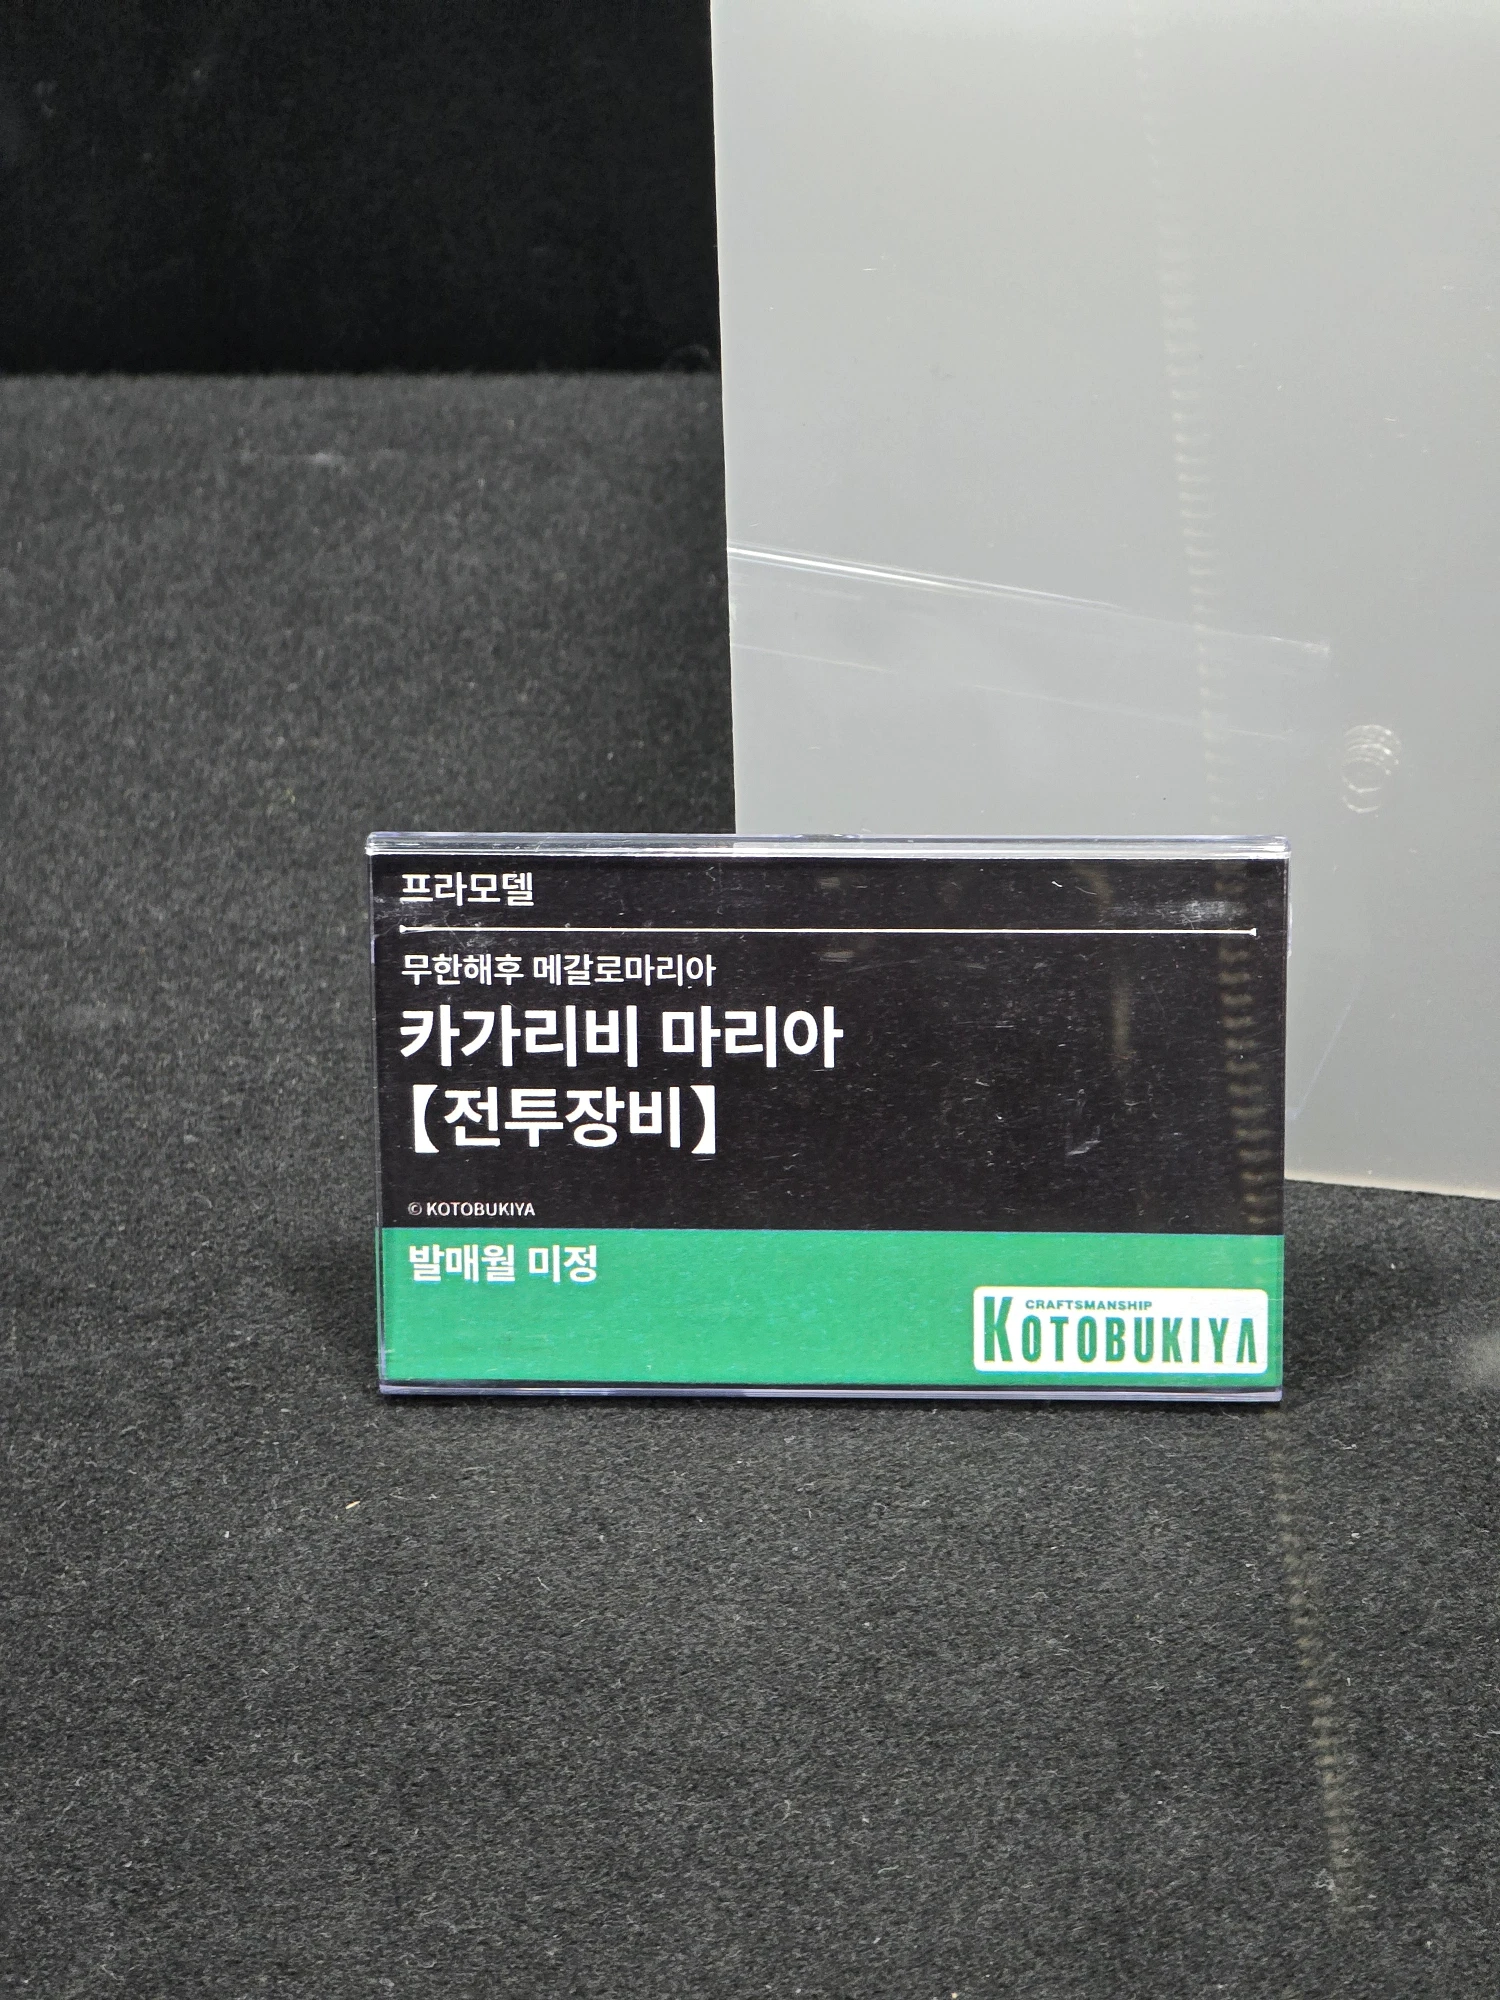 프라모델
무한해후 메갈로마리아
카가리비 마리아
【전투장비】
© KOTOBUKIYA
발매월 미정
CRAFTSMANSHIP
KOTOBUKIYA